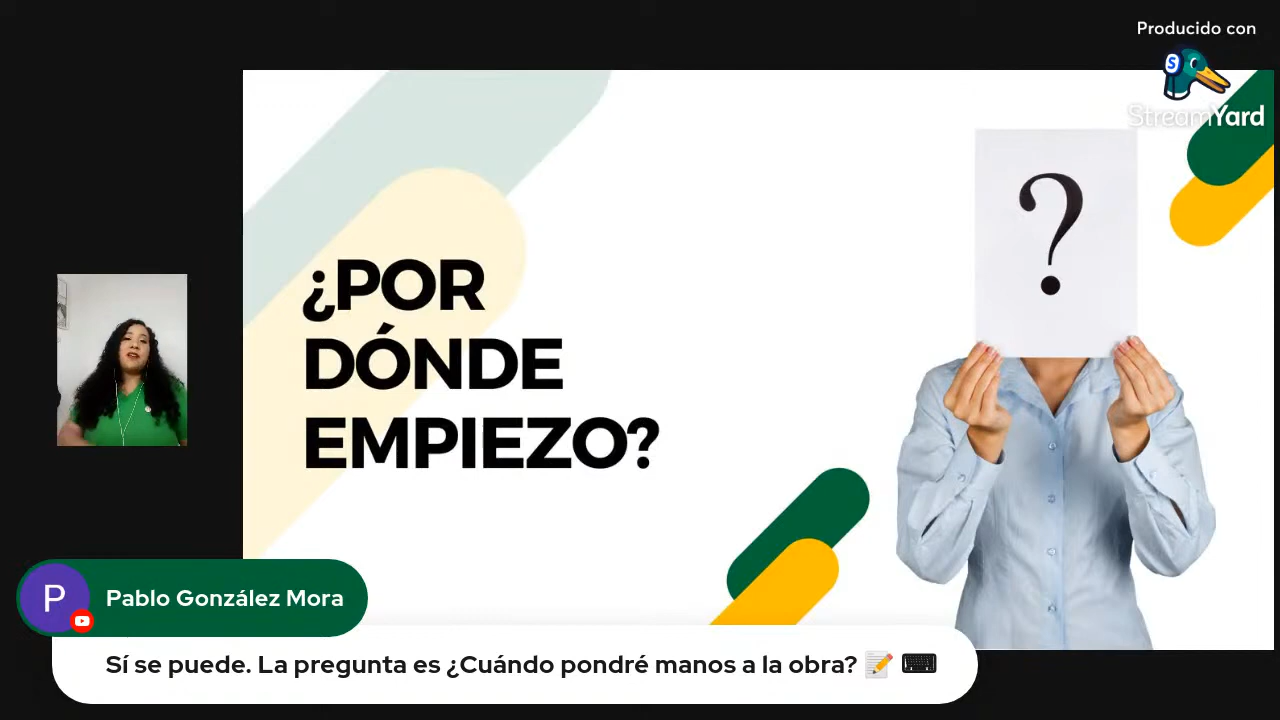 Producido con
S
StreamYard
?
¿POR
DÓNDE
EMPIEZO?
P
Pablo González Mora
Sí se puede. La pregunta es ¿Cuándo pondré manos a la obra? 📝 ⌨